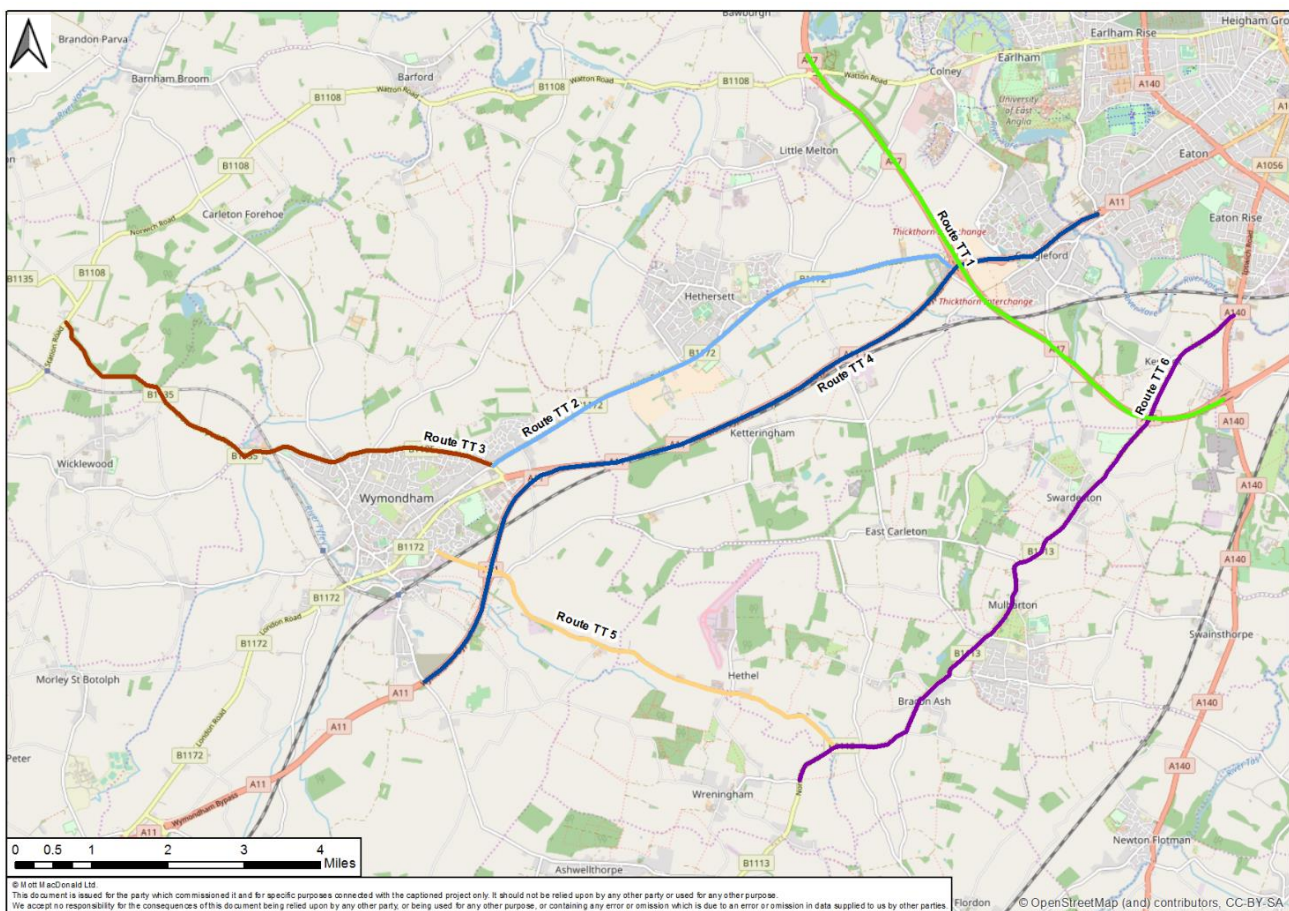 Bawburgh
Brandon Parva
Barnham Broom
Barford
B1108
Watton Road
B1108
A47
Watton Road
Colney
Earlham
Earlham Rise
Heigham Gro
A140
University
of East
Anglia
B1108
Little Melton
A47
Eaton
A1056
Carleton Forehoe
Norwich Road
B1108
B1135
Station Road
Route TT 1
Thickthorn Interchange
A11
Eaton Rise
B1172
Hethersett
Thickthorn Interchange
A140
B1172
A47
Route TT 4
Route TT 6
B1135
Route TT 2
B1172
Route TT 3
Ketteringham
Wicklewood
Wymondham
Swardeston
A140
East Carleton
B1172
B1172
London Road
B1172
Route TT 5
Mulbarton
A140
Swainsthorpe
Morley St Botolph
A11
Hethel
Bracon Ash
A140
London Road
B1172
A11
Peter
A11
A140
Wymondham Bypass
A11
Wreningham
B1113
Ashwellthorpe
Newton Flotman
Flordon
0 0.5 1 2 3 4
Miles
© Mott MacDonald Ltd.
This document is issued for the party which commissioned it and for specific purposes connected with the captioned project only. It should not be relied upon by any other party or used for any other purpose.
We accept no responsibility for the consequences of this document being relied upon by any other party, or being used for any other purpose, or containing any error or omission which is due to an error or omission in data supplied to us by other parties
© OpenStreetMap (and) contributors, CC-BY-SA